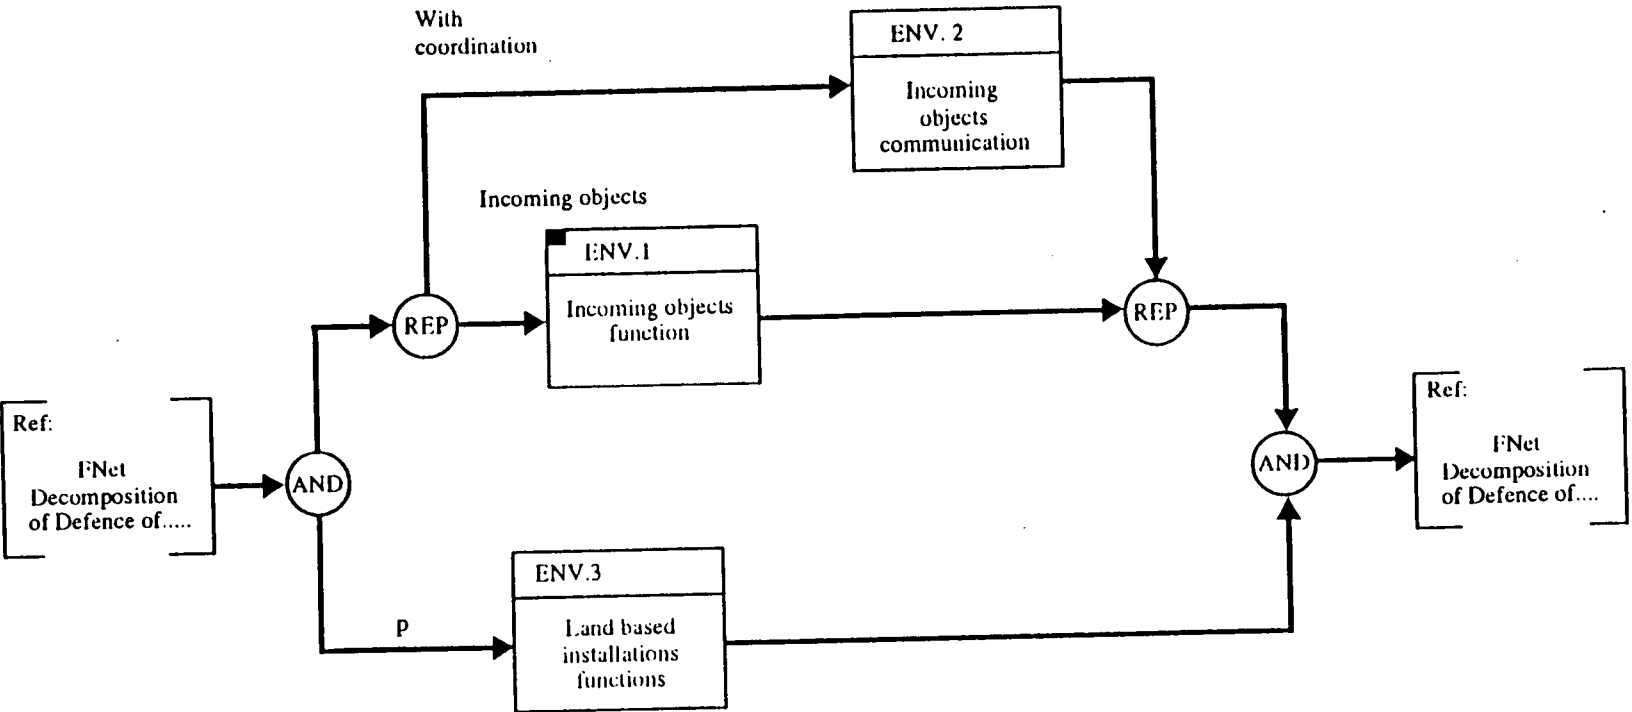 With
coordination
ENV. 2
Incoming
objects
communication
Incoming objects
ENV.1
Incoming objects
function
REP
REP
Ref:
FNet
Decomposition
of Defence of.....
AND
AND
Ref:
FNet
Decomposition
of Defence of....
P
ENV.3
Land based
installations
functions